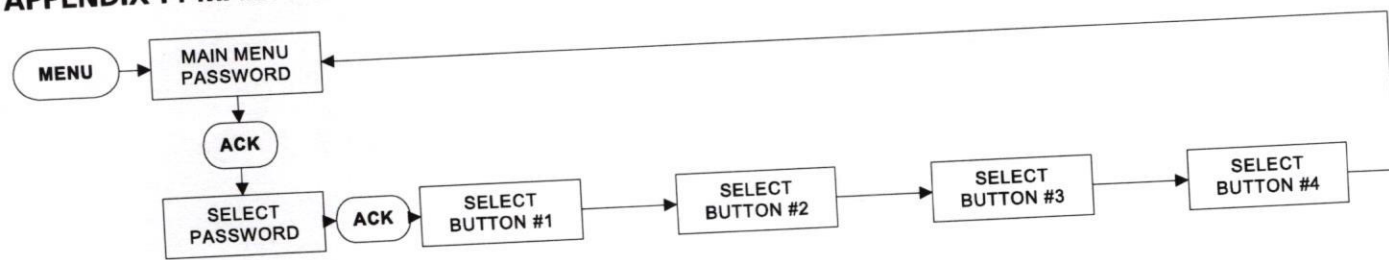 APPENDIX
MENU
MAIN MENU
PASSWORD
ACK
SELECT
PASSWORD
ACK
SELECT
BUTTON #1
SELECT
BUTTON #2
SELECT
BUTTON #3
SELECT
BUTTON #4